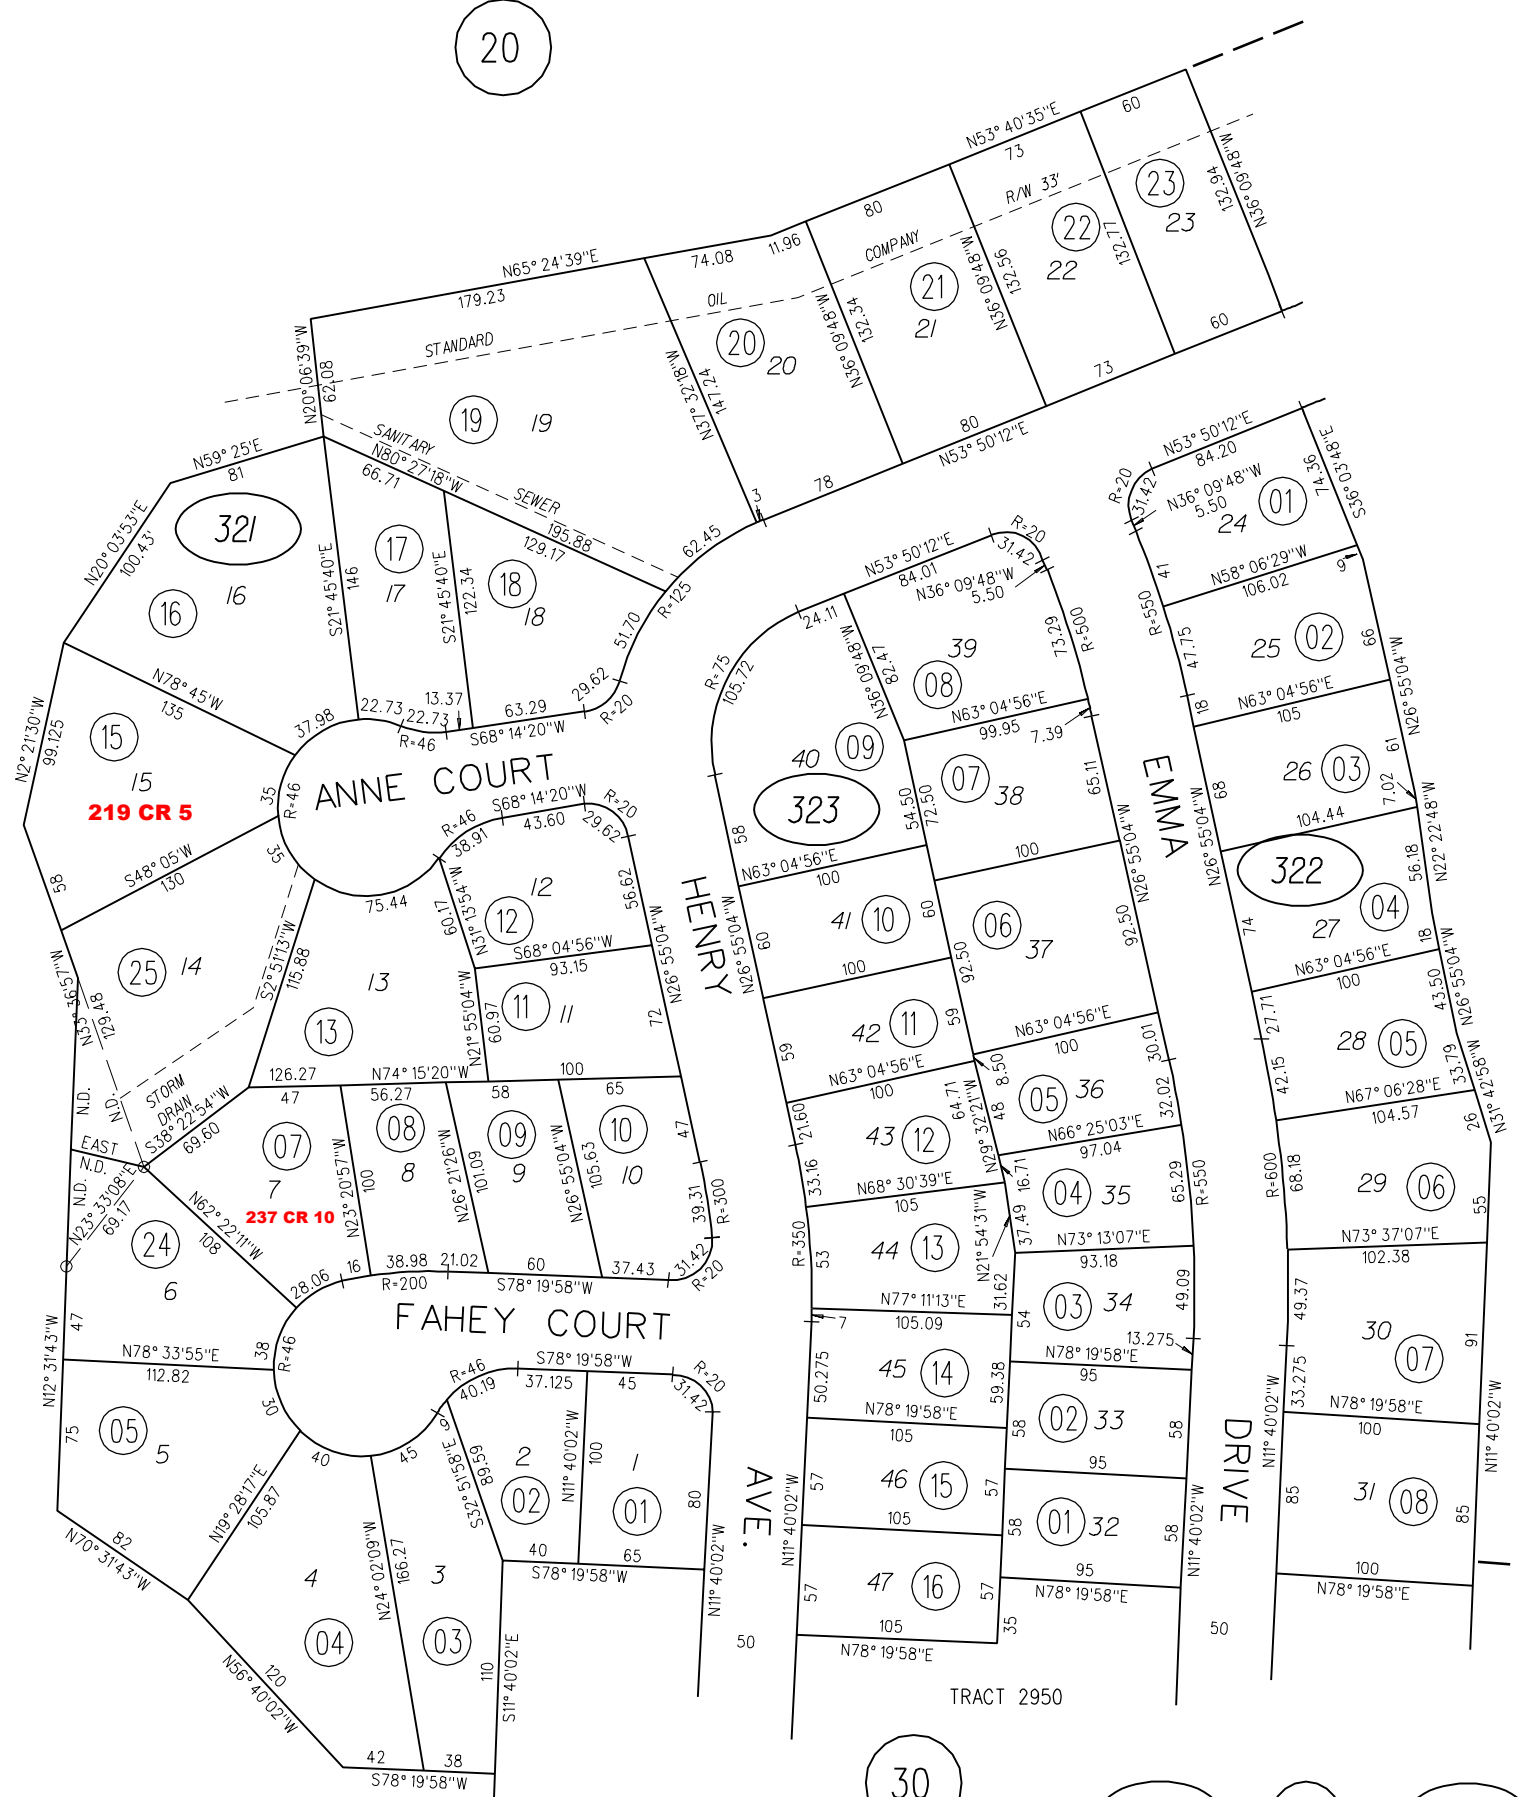 20
N53° 40'35"E
60
73
80
R/W 33'
132.94
N36° 09'48"W
23
23
132.77
22
22
N36° 09'48"W
132.56
COMPANY
21
21
N65° 24'39"E
74.08
11.96
179.23
OIL
STANDARD
N36° 09'48"W
132.34
20
20
60
73
80
N53° 50'12"E
78
3
N20° 06'39"W
62.08
19
19
N37° 32'18"W
147.24
SANITARY
N80° 27'18"W
66.71
SEWER
195.88
129.17
62.45
N59° 25'E
81
N20° 03'53"E
100.43'
321
16
16
S21° 45'40"E
146
17
17
S21° 45'40"E
122.34
18
18
R=125
51.70
29.62
R=20
N78° 45'W
135
37.98
22.73
22.73
R=46
13.37
63.29
S68° 14'20"W
N2° 21'30"W
99.125
15
15
219 CR 5
35
R=46
35
ANNE COURT
58
S48° 05'W
130
75.44
R=46
38.91
S68° 14'20"W
43.60
R=20
29.62
12
12
60.17
N31° 13'54"W
56.62
S68° 04'56"W
93.15
N26° 55'04"W
72
25
14
N33° 36'57"W
129.48
S2° 51'13"W
115.88
13
13
11
11
N21° 55'04"W
60.97
N.D.
N.D.
STORM
DRAIN
S38° 22'54"W
69.60
126.27
N74° 15'20"W
100
47
56.27
58
65
EAST
N.D.
N.D.
N23° 33'08"E
69.17
07
7
237 CR 10
N23° 20'57"W
100
08
8
N26° 21'26"W
101.09
09
9
N26° 55'04"W
105.63
10
10
47
39.31
R=300
31.42
R=20
N62° 22'11"W
108
24
6
28.06
16
38.98
R=200
21.02
60
S78° 19'58"W
37.43
FAHEY COURT
47
N12° 31'43"W
N78° 33'55"E
112.82
38
R=46
30
75
05
5
40
45
9
R=46
40.19
S78° 19'58"W
37.125
45
R=20
31.42
S32° 51'58"E
89.59
2
02
N11° 40'02"W
100
1
01
80
40
65
S78° 19'58"W
N11° 40'02"W
N19° 28'17"E
105.87
82
N70° 31'43"W
4
04
N24° 02'09"W
166.27
3
03
110
S11° 40'02"E
120
N56° 40'02"W
42
38
S78° 19'58"W
HENRY
AVE.
50
N53° 50'12"E
84.01
R=20
31.42
N36° 09'48"W
5.50
24.11
R=75
105.72
N36° 09'48"W
82.47
39
08
73.29
R=500
N63° 04'56"E
99.95
7.39
40
09
323
07
38
65.11
54.50
72.50
58
N63° 04'56"E
100
100
N26° 55'04"W
N26° 55'04"W
60
60
41
10
06
37
92.50
92.50
100
42
11
59
59
N63° 04'56"E
100
N63° 04'56"E
100
8.50
30.01
05
36
48
64.71
N29° 32'21"W
32.02
21.60
43
12
N66° 25'03"E
97.04
33.16
N68° 30'39"E
105
16.71
04
35
65.29
R=550
R=350
53
44
13
37.49
N21° 54'31"W
31.62
N73° 13'07"E
93.18
49.09
N77° 11'13"E
105.09
7
54
03
34
13.275
50.275
45
14
59.38
N78° 19'58"E
95
N78° 19'58"E
105
58
02
33
58
57
46
15
57
95
105
58
01
32
58
N11° 40'02"W
N11° 40'02"W
57
47
16
57
95
N78° 19'58"E
105
N78° 19'58"E
35
50
TRACT 2950
30
EMMA
DRIVE
N53° 50'12"E
84.20
R=20
31.42
N36° 09'48"W
5.50
24
01
74.36
S36° 03'48"E
41
N58° 06'29"W
106.02
9
R=550
47.75
25
02
66
18
N63° 04'56"E
105
N26° 55'04"W
61
26
03
7.02
68
N26° 55'04"W
104.44
322
N22° 22'48"W
56.18
04
27
74
18
N63° 04'56"E
100
43.50
N26° 55'04"W
27.71
28
05
33.79
42.15
N67° 06'28"E
104.57
N31° 42'58"W
26
R=600
68.18
29
06
55
N73° 37'07"E
102.38
49.37
30
07
91
33.275
N11° 40'02"W
N78° 19'58"E
100
N11° 40'02"W
85
31
08
85
100
N78° 19'58"E